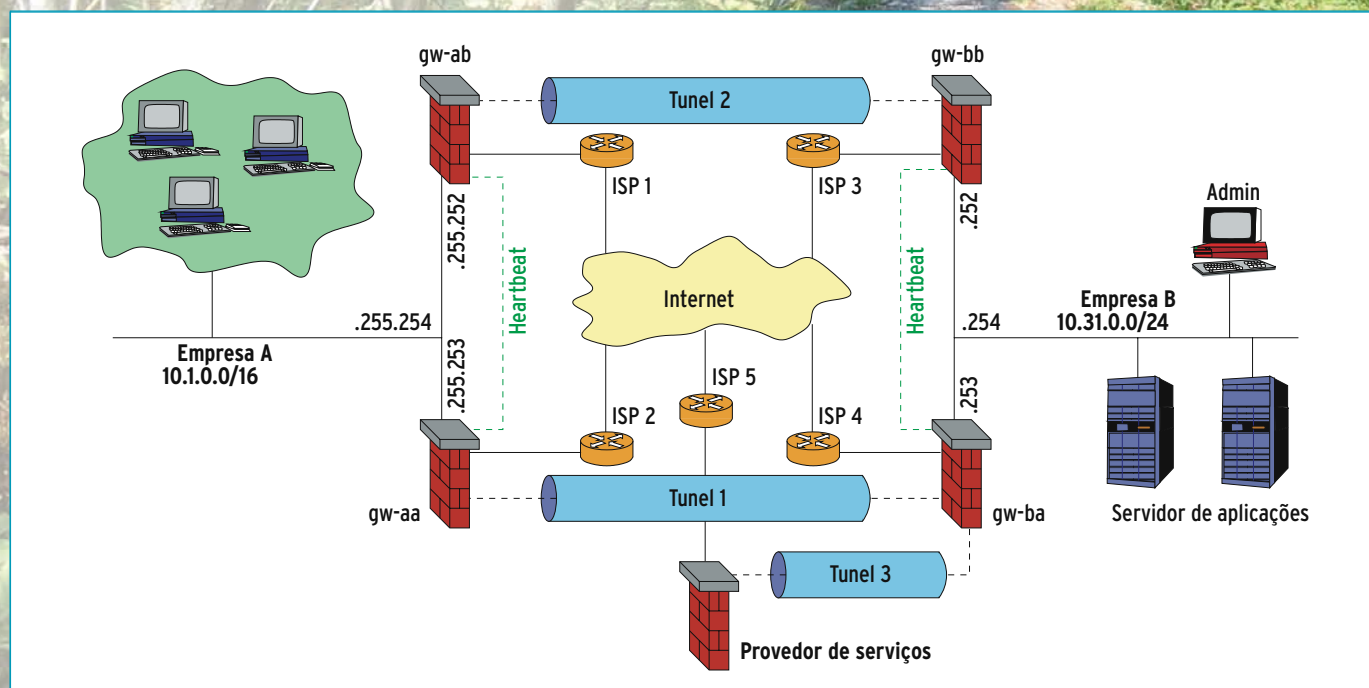 gw-ab
gw-bb
Tunel 2
ISP 1
ISP 3
Admin
.255.252
.252
Heartbeat
Internet
Heartbeat
.255.254
.254
Empresa B
10.31.0.0/24
Empresa A
10.1.0.0/16
.255.253
.253
ISP 5
ISP 2
ISP 4
gw-aa
Tunel 1
gw-ba
Servidor de aplicações
Tunel 3
Provedor de serviços